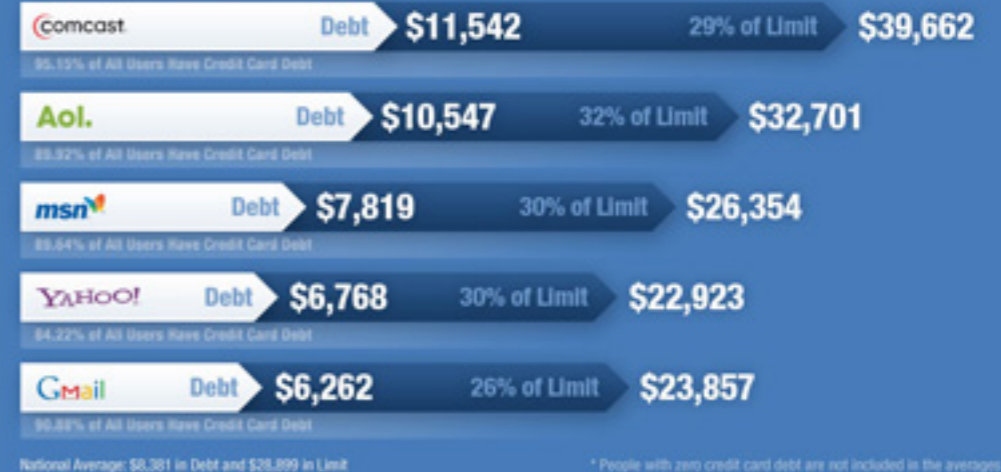 comcast Debt $11,542 29% of Limit $39,662
95.15% of All Users Have Credit Card Debt
Aol. Debt $10,547 32% of Limit $32,701
89.92% of All Users Have Credit Card Debt
msn Debt $7,819 30% of Limit $26,354
89.64% of All Users Have Credit Card Debt
YAHOO! Debt $6,768 30% of Limit $22,923
84.22% of All Users Have Credit Card Debt
GMail Debt $6,262 26% of Limit $23,857
90.88% of All Users Have Credit Card Debt
National Average: $8,381 in Debt and $28,899 in Limit
* People with zero credit card debt are not included in the averages